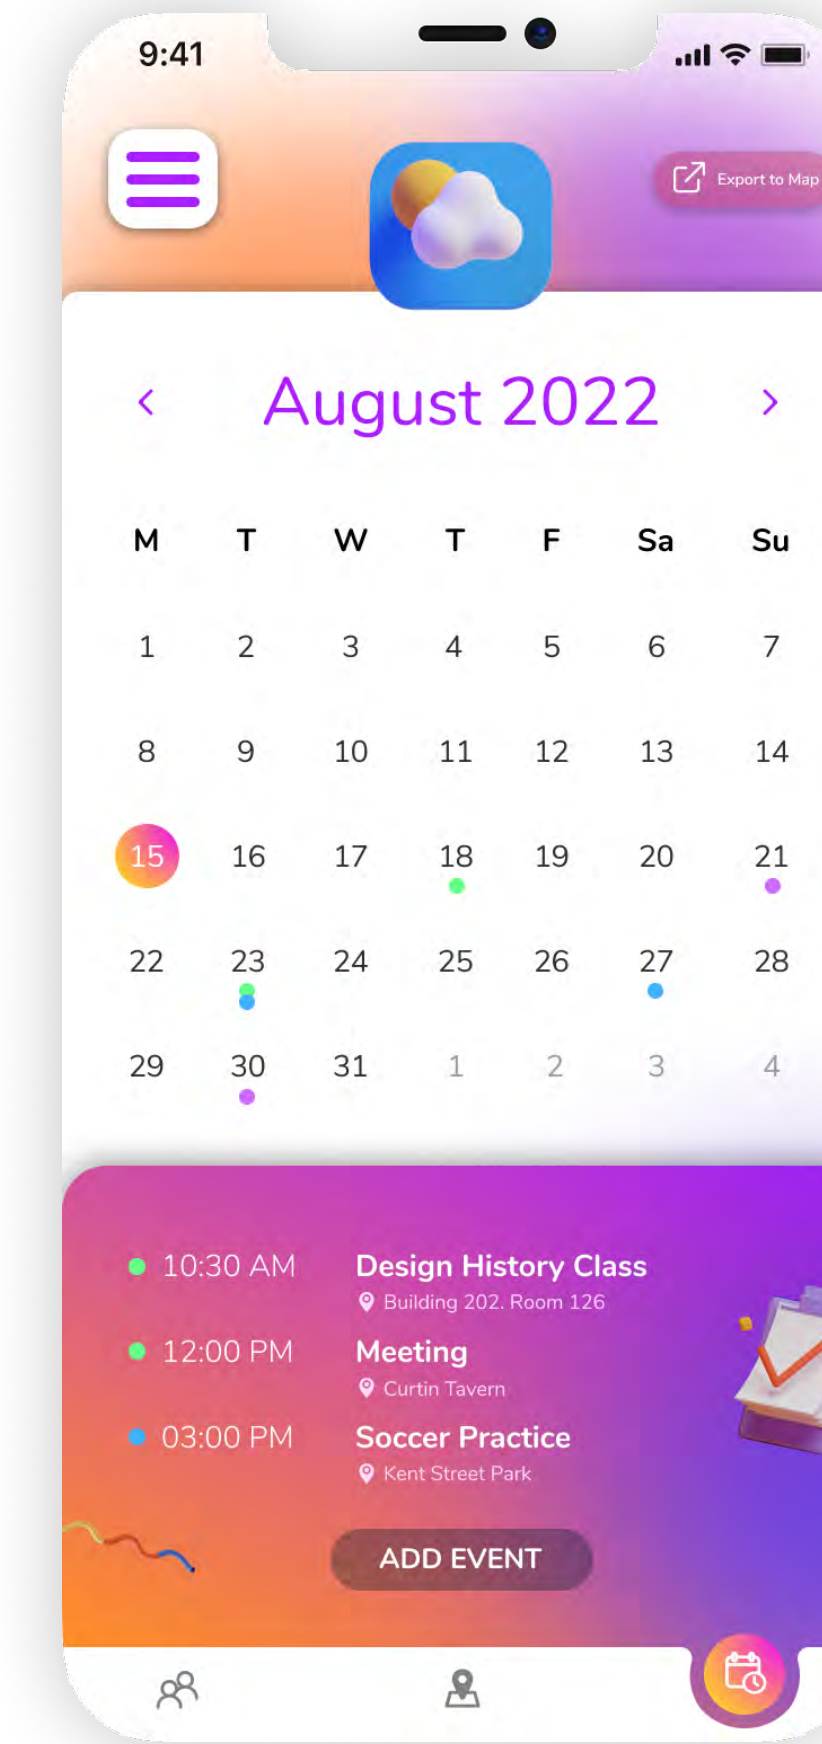 9:41
Export to Map
August 2022
M T W T F Sa Su
1 2 3 4 5 6 7
8 9 10 11 12 13 14
15 16 17 18 19 20 21
22 23 24 25 26 27 28
29 30 31 1 2 3 4
10:30 AM Design History Class
Building 202. Room 126
12:00 PM Meeting
Curtin Tavern
03:00 PM Soccer Practice
Kent Street Park
ADD EVENT